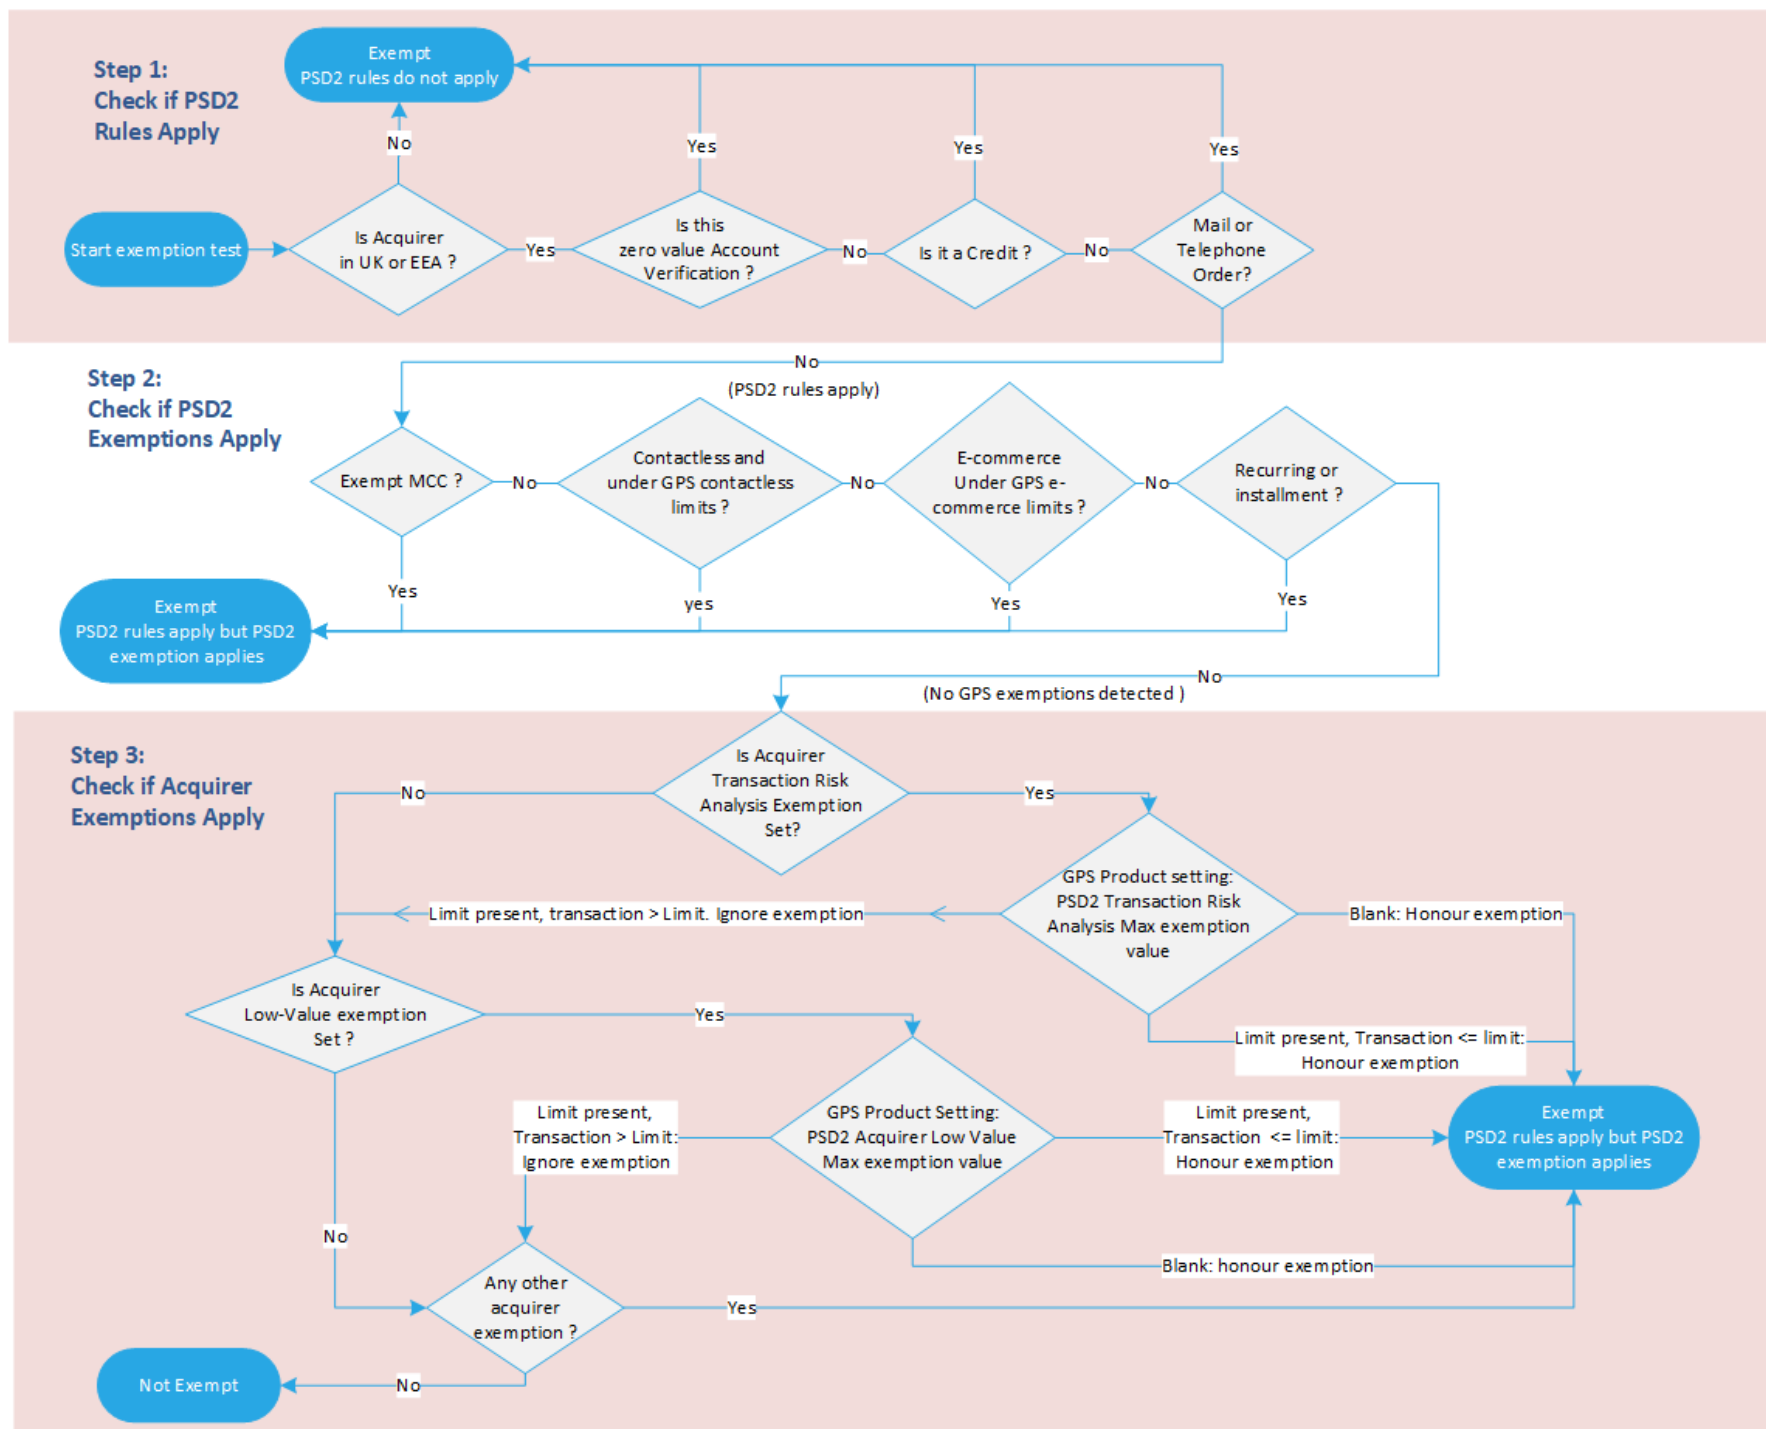 Step 1:
Check if PSD2
Rules Apply
Exempt
PSD2 rules do not apply
No
Yes
Yes
Yes
Start exemption test
Is Acquirer
in UK or EEA ?
Yes
Is this
zero value Account
Verification ?
No
Is it a Credit ?
No
Mail or
Telephone
Order?
No
(PSD2 rules apply)
Step 2:
Check if PSD2
Exemptions Apply
Exempt MCC ?
No
Contactless and
under GPS contactless
limits ?
No
E-commerce
Under GPS e-
commerce limits ?
No
Recurring or
installment ?
Yes
yes
Yes
Yes
Exempt
PSD2 rules apply but PSD2
exemption applies
No
(No GPS exemptions detected )
Step 3:
Check if Acquirer
Exemptions Apply
No
Is Acquirer
Transaction Risk
Analysis Exemption
Set?
Yes
GPS Product setting:
PSD2 Transaction Risk
Analysis Max exemption
value
Limit present, transaction > Limit. Ignore exemption
Blank: Honour exemption
Is Acquirer
Low-Value exemption
Set ?
Yes
Limit present, Transaction <= limit:
Honour exemption
Limit present,
Transaction > Limit:
Ignore exemption
GPS Product Setting:
PSD2 Acquirer Low Value
Max exemption value
Limit present,
Transaction <= limit:
Honour exemption
Exempt
PSD2 rules apply but PSD2
exemption applies
No
Blank: honour exemption
Any other
acquirer
exemption ?
Yes
Not Exempt
No